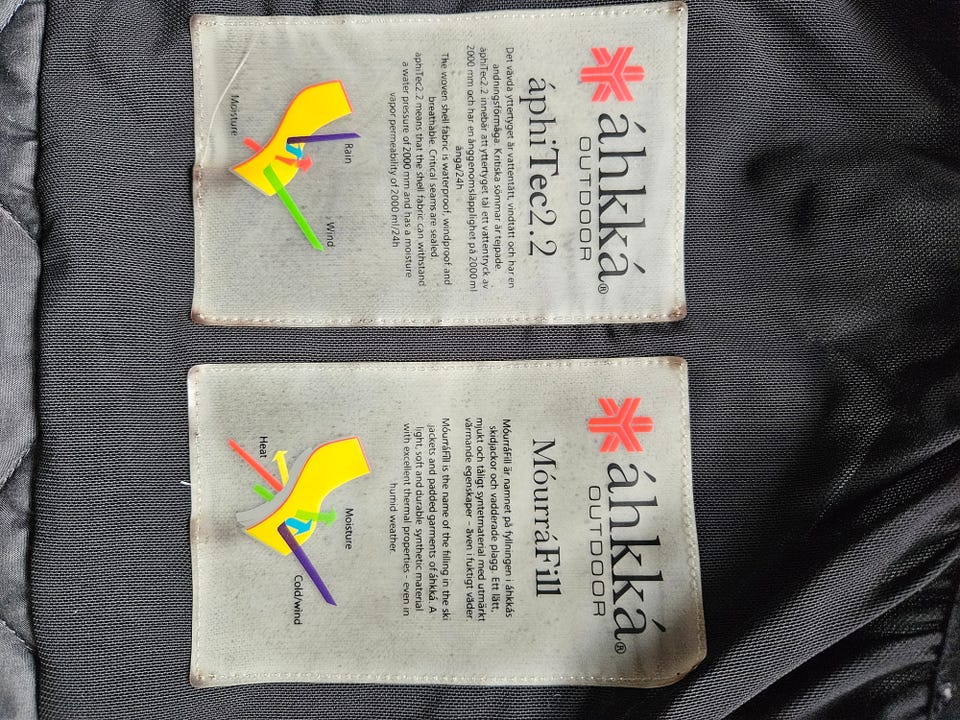 áhkká®
OUTDOOR
áphiTec2.2
Det vävda yttertyget är vattentätt, vindtätt och har en
andningsförmåga. Kritiska sömmar är tejpade.
áphiTec2.2 innebär att yttertyget tål ett vattentryck av
2000 mm och har en ånggenomsläpplighet på 2000 ml
ånga/24h
The woven shell fabric is waterproof, windproof and
breathable. Critical seams are sealed.
áphiTec2.2 means that the shell fabric can withstand
a water pressure of 2000 mm and has a moisture
vapor permeability of 2000 ml/24h
Rain
Wind
Moisture
áhkká®
OUTDOOR
MóurráFill
MóurráFill är namnet på fyllningen i áhkkás
skidjackor och vadderade plagg. Ett lätt,
mjukt och tåligt syntetmaterial med utmärkt
värmande egenskaper – även i fuktigt väder.
MóurráFill is the name of the filling in the ski
jackets and padded garments of áhkká. A
light, soft and durable synthetic material
with excellent thermal properties – even in
humid weather.
Heat
Moisture
Cold/wind